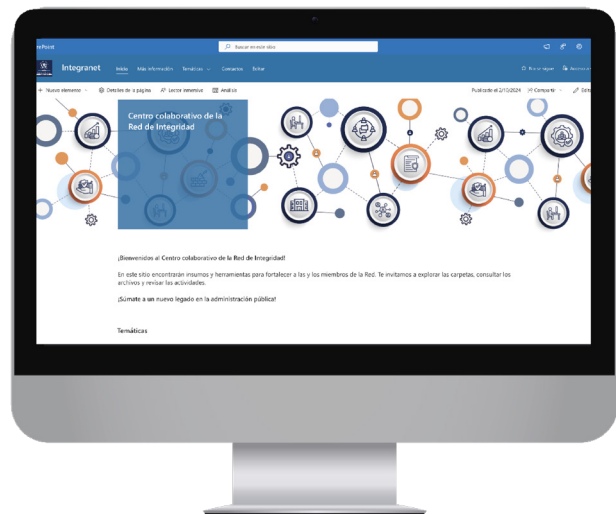 Point
Buscar en este sitio
Integranet Inicio Más información Temáticas Contactos Editar
+ Nuevo elemento Detalles de la página Lector inmersivo Análisis Publicado el 2/10/2024 Compartir
Centro colaborativo de la
Red de Integridad
¡Bienvenidos al Centro colaborativo de la Red de Integridad!
En este sitio encontrarán insumos y herramientas para fortalecer a las y los miembros de la Red. Te invitamos a explorar las carpetas, consultar los
archivos y revisar las actividades.
¡Súmate a un nuevo legado en la administración pública!
Temáticas